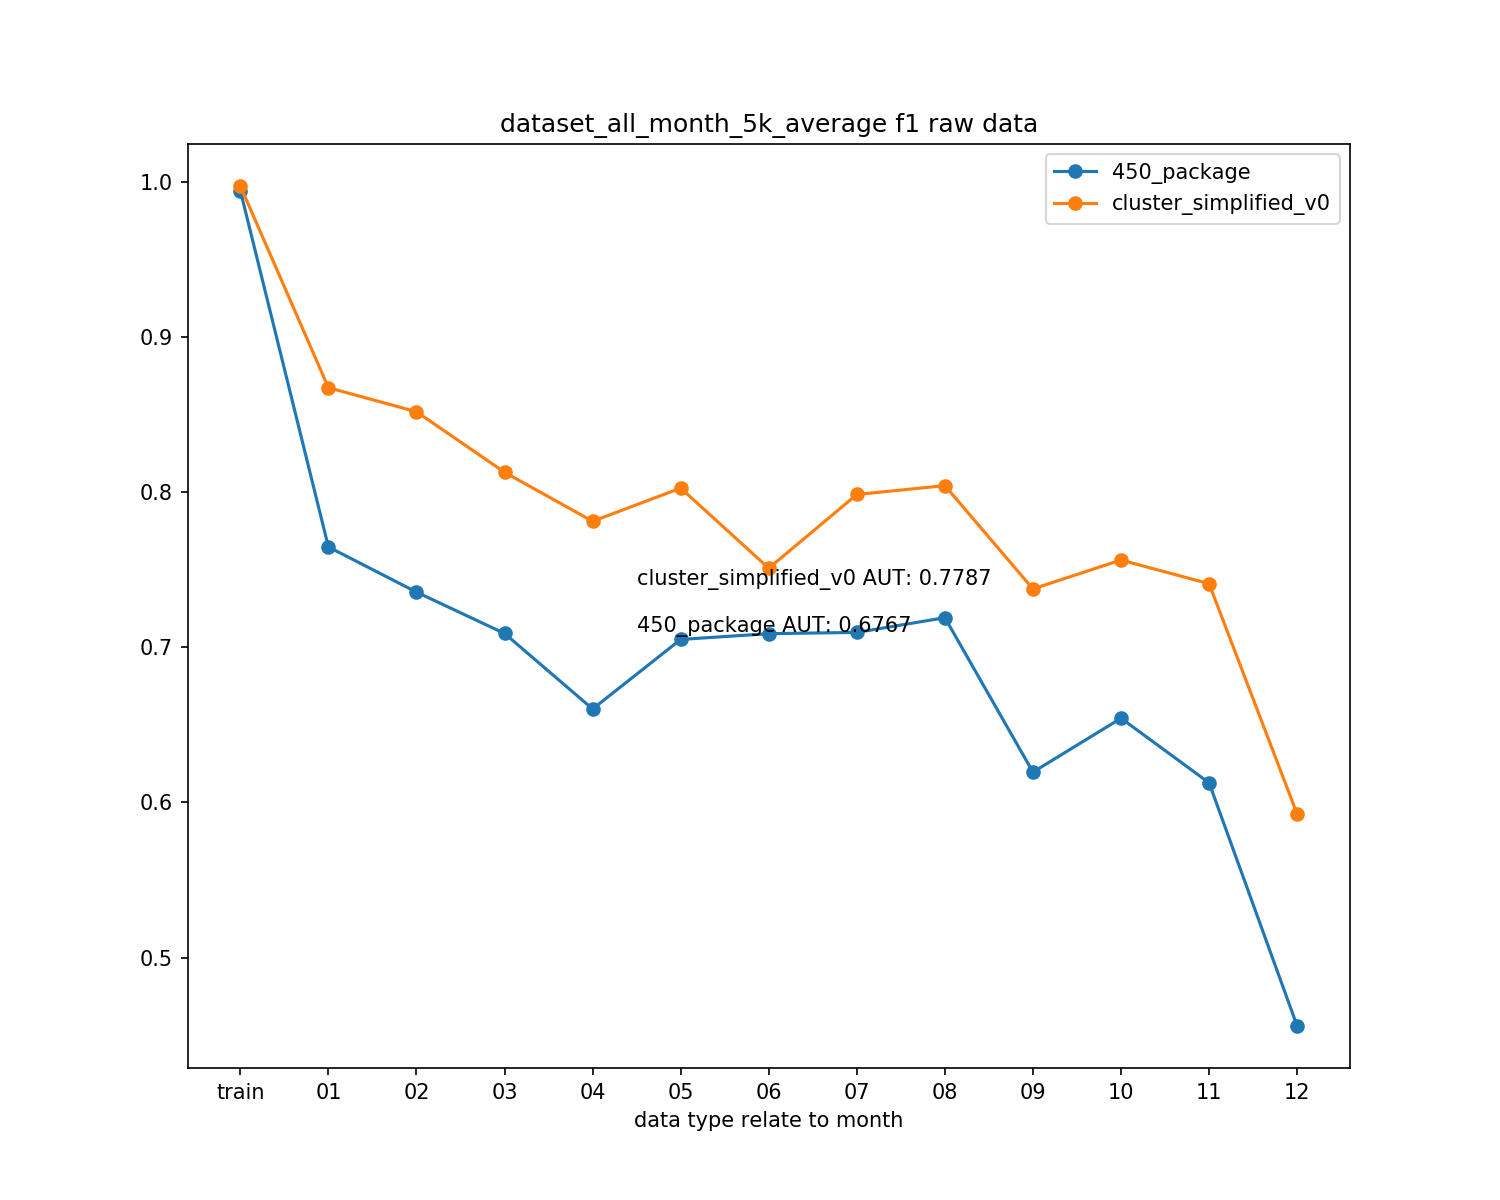 dataset_all_month_5k_average f1 raw data
450_package
cluster_simplified_v0
1.0
0.9
0.8
0.7
0.6
0.5
cluster_simplified_v0 AUT: 0.7787
450_package AUT: 0.6767
train 01 02 03 04 05 06 07 08 09 10 11 12
data type relate to month